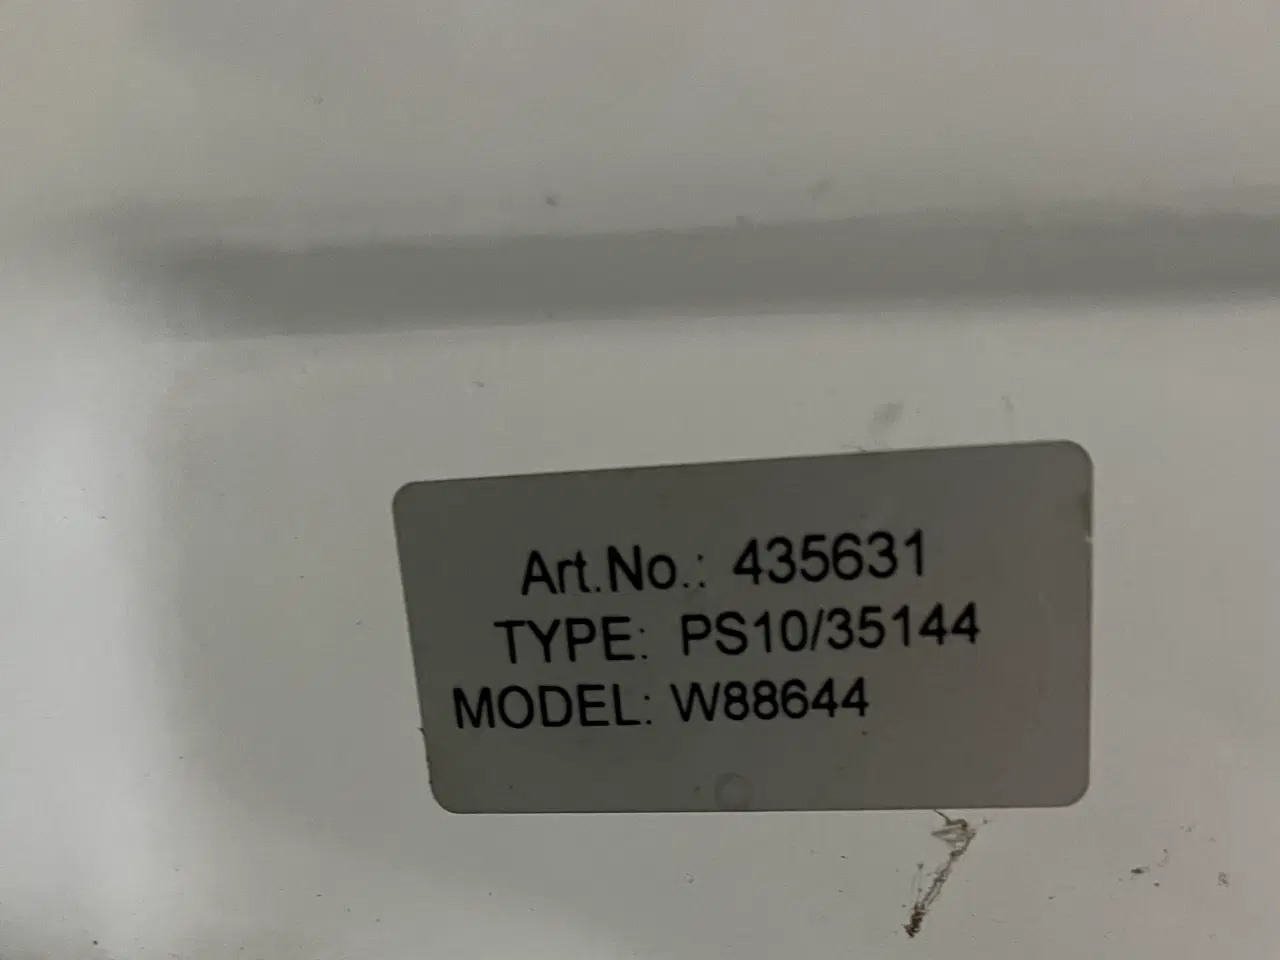 Art.No.: 435631
TYPE: PS10/35144
MODEL: W88644